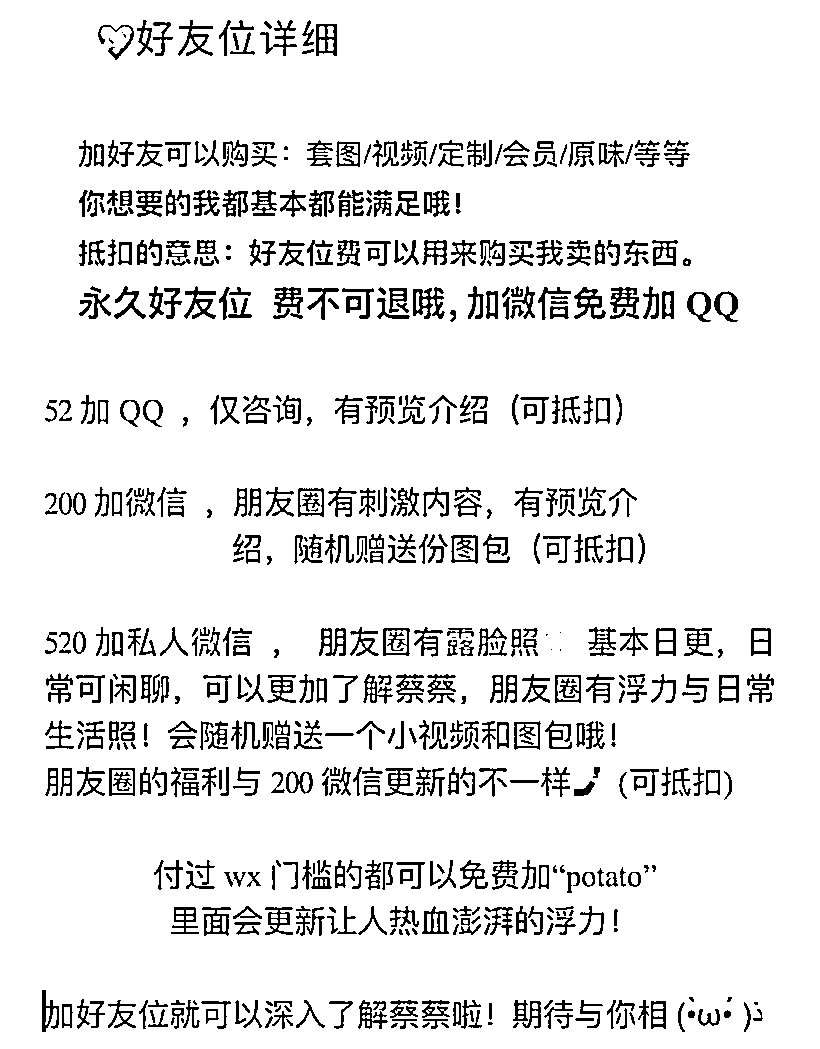 ♡好友位详细
加好友可以购买：套图/视频/定制/会员/原味/等等
你想要的我都基本都能满足哦！
抵扣的意思：好友位费可以用来购买我卖的东西。
永久好友位 费不可退哦，加微信免费加 QQ
52 加 QQ ，仅咨询，有预览介绍（可抵扣）
200 加微信 ，朋友圈有刺激内容，有预览介
绍，随机赠送份图包（可抵扣）
520 加私人微信 ， 朋友圈有露脸照 基本日更，日
常可闲聊，可以更加了解蔡蔡，朋友圈有浮力与日常
生活照！会随机赠送一个小视频和图包哦！
朋友圈的福利与 200 微信更新的不一样 (可抵扣)
付过 wx 门槛的都可以免费加“potato”
里面会更新让人热血澎湃的浮力！
加好友位就可以深入了解蔡蔡啦！期待与你相 (•̀ω•́ )